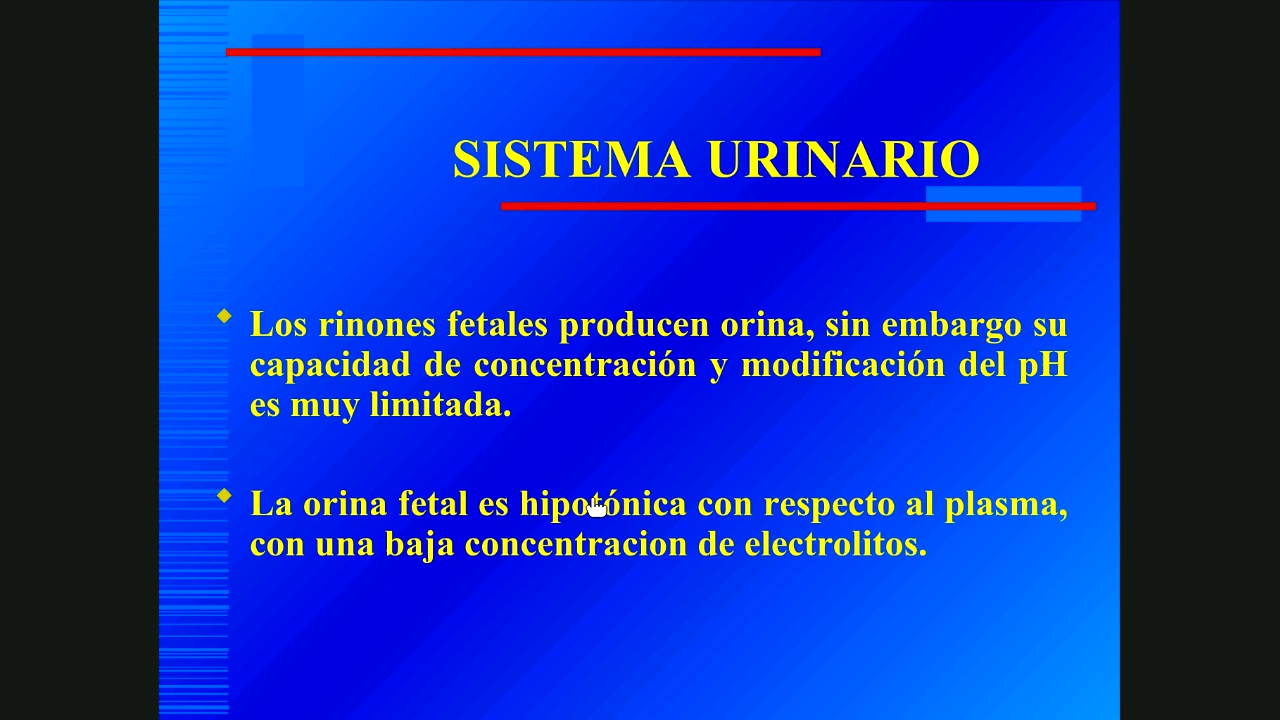 SISTEMA URINARIO
Los rinones fetales producen orina, sin embargo su
capacidad de concentración y modificación del pH
es muy limitada.
La orina fetal es hipotónica con respecto al plasma,
con una baja concentracion de electrolitos.